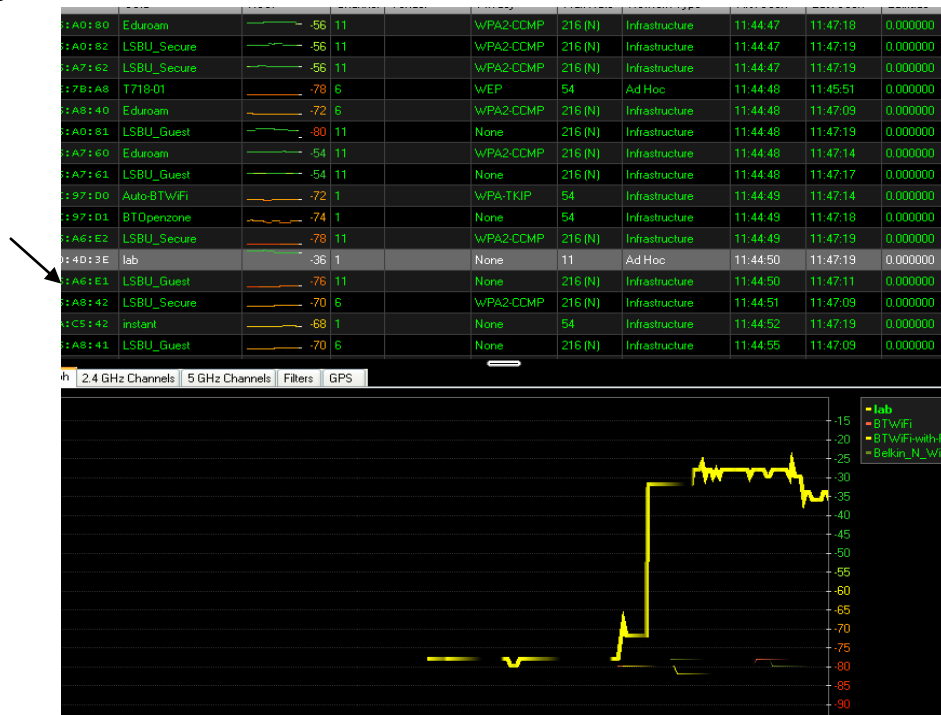 5:A0:80 Eduroam -56 11 WPA2-CCMP 216 (N) Infrastructure 11:44:47 11:47:18 0.000000
5:A0:82 LSBU_Secure -56 11 WPA2-CCMP 216 (N) Infrastructure 11:44:47 11:47:19 0.000000
5:A7:62 LSBU_Secure -56 11 WPA2-CCMP 216 (N) Infrastructure 11:44:47 11:47:19 0.000000
:7B:A8 T718-01 -78 6 WEP 54 Ad Hoc 11:44:48 11:45:51 0.000000
5:A8:40 Eduroam -72 6 WPA2-CCMP 216 (N) Infrastructure 11:44:48 11:47:09 0.000000
5:A0:81 LSBU_Guest -80 11 None 216 (N) Infrastructure 11:44:48 11:47:19 0.000000
5:A7:60 Eduroam -54 11 WPA2-CCMP 216 (N) Infrastructure 11:44:48 11:47:14 0.000000
5:A7:61 LSBU_Guest -54 11 None 216 (N) Infrastructure 11:44:48 11:47:17 0.000000
:97:D0 Auto-BTWiFi -72 1 WPA-TKIP 54 Infrastructure 11:44:49 11:47:14 0.000000
:97:D1 BTOpenzone -74 1 None 54 Infrastructure 11:44:49 11:47:18 0.000000
5:A6:E2 LSBU_Secure -78 11 WPA2-CCMP 216 (N) Infrastructure 11:44:49 11:47:19 0.000000
:4D:3E lab -36 1 None 11 Ad Hoc 11:44:50 11:47:19 0.000000
5:A6:E1 LSBU_Guest -76 11 None 216 (N) Infrastructure 11:44:50 11:47:11 0.000000
5:A8:42 LSBU_Secure -70 6 WPA2-CCMP 216 (N) Infrastructure 11:44:51 11:47:09 0.000000
:C5:42 instant -68 1 None 54 Infrastructure 11:44:52 11:47:19 0.000000
5:A8:41 LSBU_Guest -70 6 None 216 (N) Infrastructure 11:44:55 11:47:09 0.000000
ph 2.4 GHz Channels 5 GHz Channels Filters GPS
lab
BTWiFi
BTWiFi-with-
Belkin_N_Wi
-15
-20
-25
-30
-35
-40
-45
-50
-55
-60
-65
-70
-75
-80
-85
-90